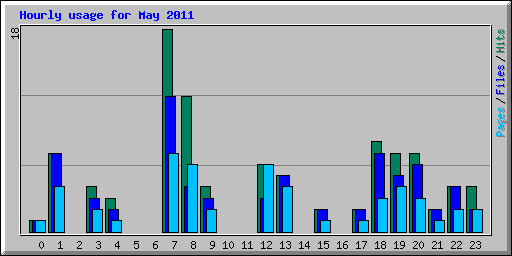 Hourly usage for May 2011
18
Pages / Files / Hits
0 1 2 3 4 5 6 7 8 9 10 11 12 13 14 15 16 17 18 19 20 21 22 23